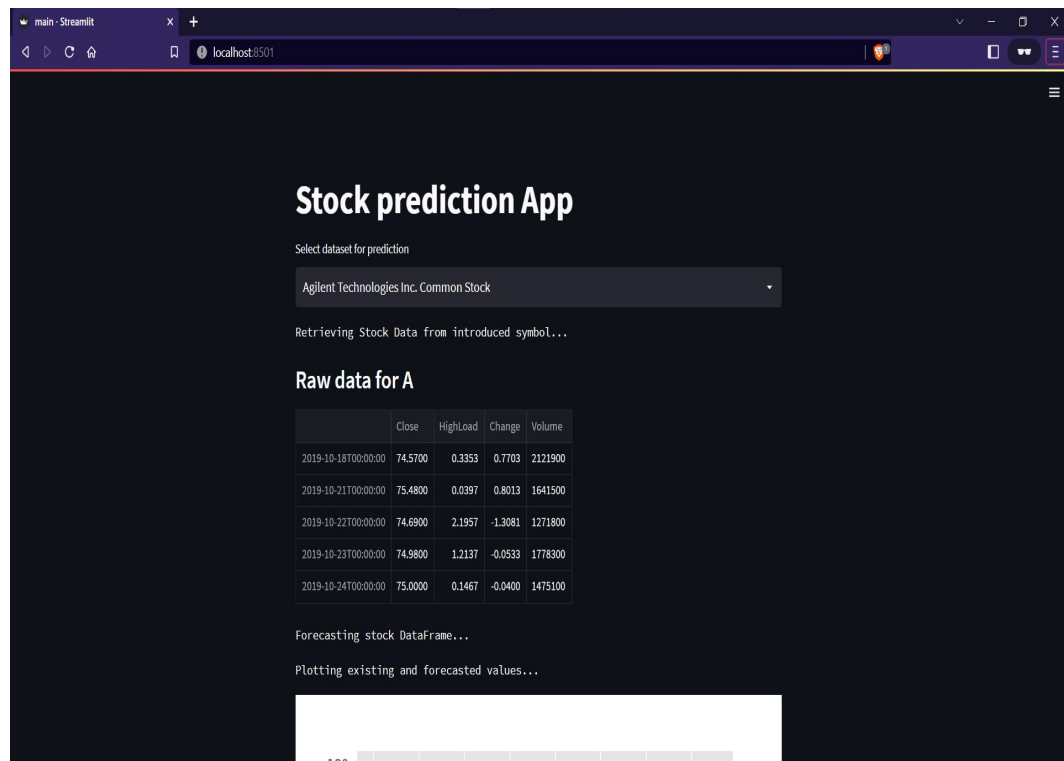 main · Streamlit
localhost:8501
Stock prediction App
Select dataset for prediction
Agilent Technologies Inc. Common Stock
Retrieving Stock Data from introduced symbol...
Raw data for A
Close HighLoad Change Volume
2019-10-18T00:00:00 74.5700 0.3353 0.7703 2121900
2019-10-21T00:00:00 75.4800 0.0397 0.8013 1641500
2019-10-22T00:00:00 74.6900 2.1957 -1.3081 1271800
2019-10-23T00:00:00 74.9800 1.2137 -0.0533 1778300
2019-10-24T00:00:00 75.0000 0.1467 -0.0400 1475100
Forecasting stock DataFrame...
Plotting existing and forecasted values...